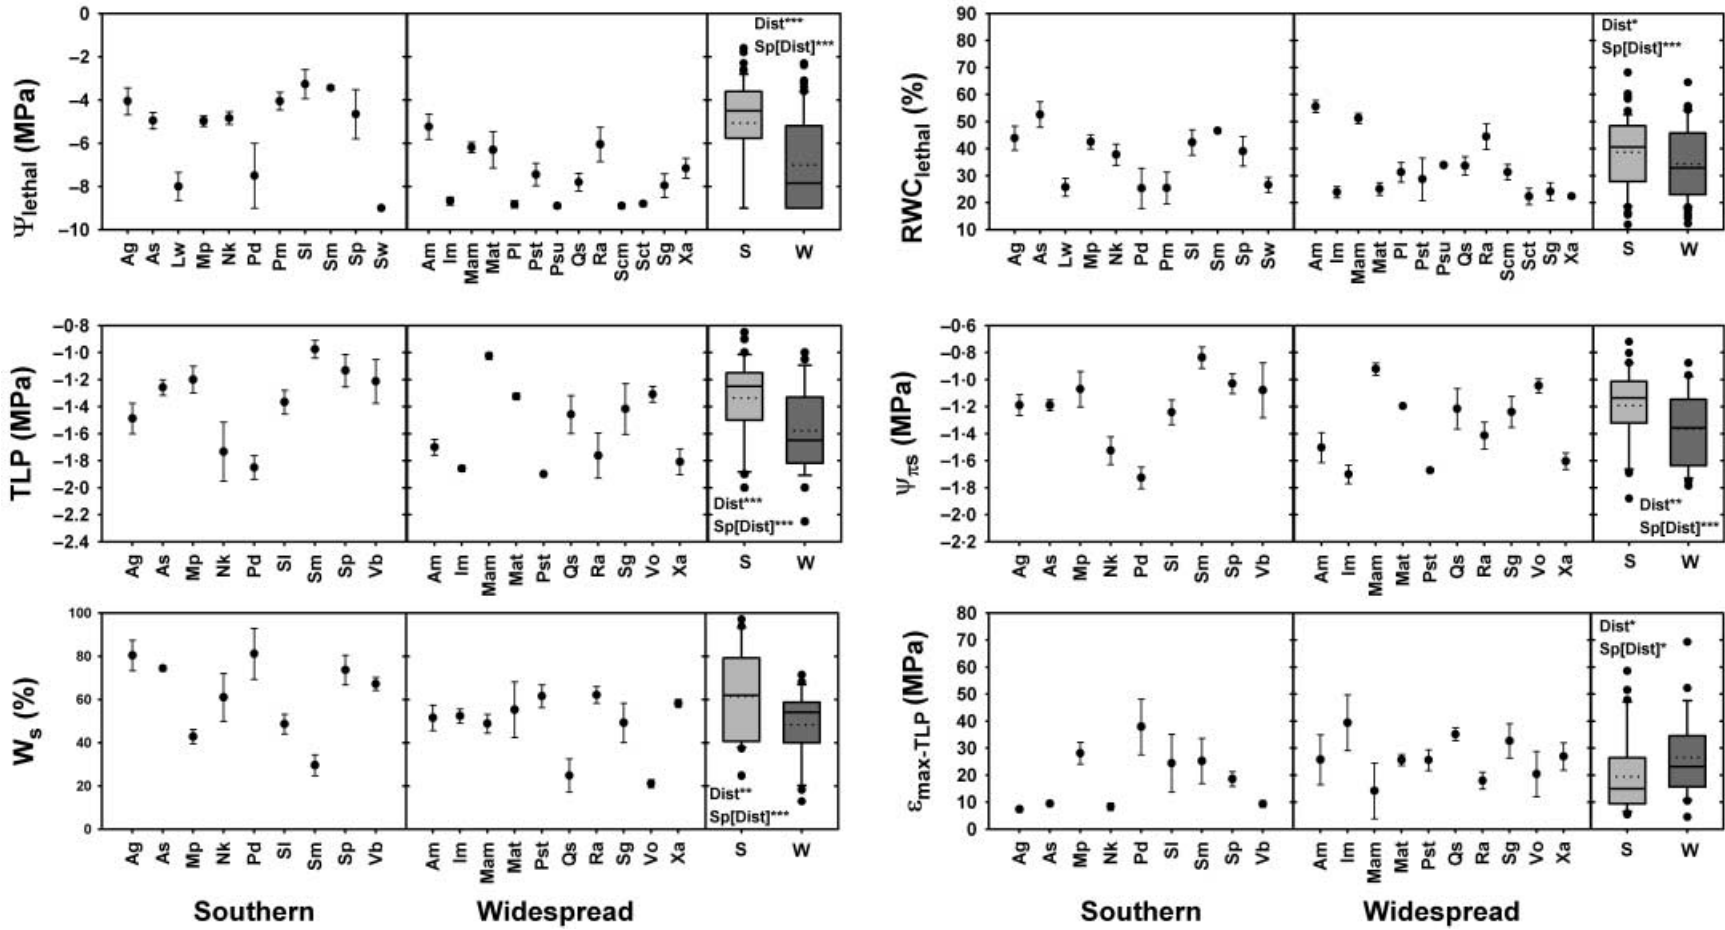 Ψlethal (MPa)
0
–2
–4
–6
–8
–10
Dist***
Sp[Dist]***
Ag As Lw Mp Nk Pd Pm Sl Sm Sp Sw Am Im Mam Mat Pl Pst Psu Qs Ra Scm Sct Sg Xa S W
RWClethal (%)
90
80
70
60
50
40
30
20
10
Dist*
Sp[Dist]***
Ag As Lw Mp Nk Pd Pm Sl Sm Sp Sw Am Im Mam Mat Pl Pst Psu Qs Ra Scm Sct Sg Xa S W
TLP (MPa)
–0·8
–1·0
–1·2
–1·4
–1·6
–1·8
–2·0
–2.2
–2.4
Dist***
Sp[Dist]***
Ag As Mp Nk Pd Sl Sm Sp Vb Am Im Mam Mat Pst Qs Ra Sg Vo Xa S W
ψπs (MPa)
–0·6
–0·8
–1·0
–1·2
–1·4
–1·6
–1·8
–2·0
–2·2
Dist**
Sp[Dist]***
Ag As Mp Nk Pd Sl Sm Sp Vb Am Im Mam Mat Pst Qs Ra Sg Vo Xa S W
Ws (%)
100
80
60
40
20
0
Dist**
Sp[Dist]***
Ag As Mp Nk Pd Sl Sm Sp Vb Am Im Mam Mat Pst Qs Ra Sg Vo Xa S W
εmax-TLP (MPa)
80
70
60
50
40
30
20
10
0
Dist*
Sp[Dist]*
Ag As Mp Nk Pd Sl Sm Sp Vb Am Im Mam Mat Pst Qs Ra Sg Vo Xa S W
Southern Widespread Southern Widespread